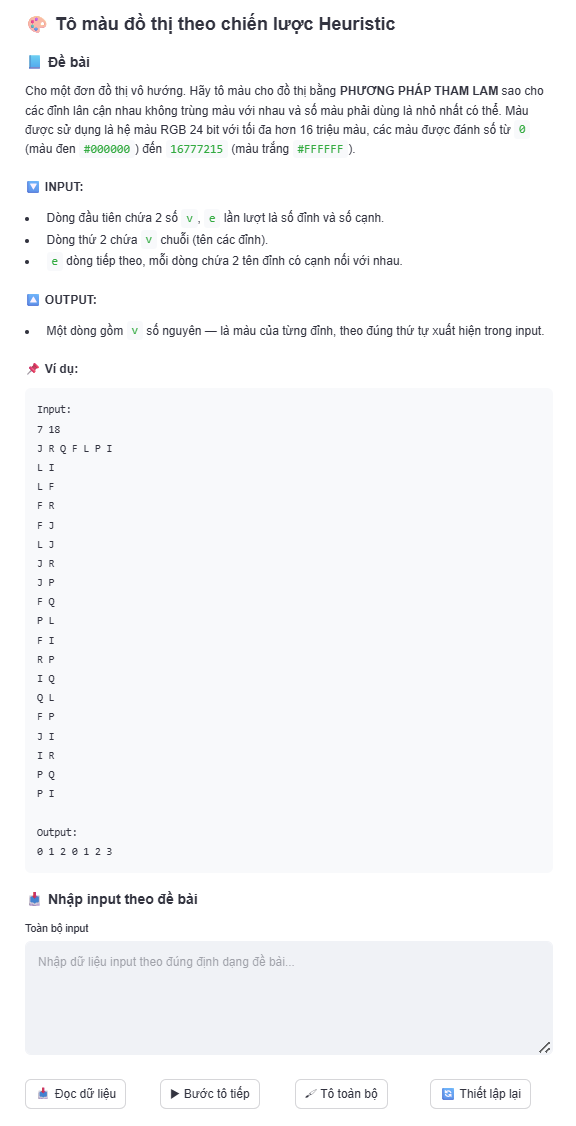 🎨 Tô màu đồ thị theo chiến lược Heuristic
📘 Đề bài
Cho một đơn đồ thị vô hướng. Hãy tô màu cho đồ thị bằng PHƯƠNG PHÁP THAM LAM sao cho
các đỉnh lân cận nhau không trùng màu với nhau và số màu phải dùng là nhỏ nhất có thể. Màu
được sử dụng là hệ màu RGB 24 bit với tối đa hơn 16 triệu màu, các màu được đánh số từ 0
(màu đen #000000 ) đến 16777215 (màu trắng #FFFFFF ).
🔽 INPUT:
• Dòng đầu tiên chứa 2 số v , e lần lượt là số đỉnh và số cạnh.
• Dòng thứ 2 chứa v chuỗi (tên các đỉnh).
• e dòng tiếp theo, mỗi dòng chứa 2 tên đỉnh có cạnh nối với nhau.
🔼 OUTPUT:
• Một dòng gồm v số nguyên — là màu của từng đỉnh, theo đúng thứ tự xuất hiện trong input.
📌 Ví dụ:
Input:
7 18
J R Q F L P I
L I
L F
F R
F J
L J
J R
J P
F Q
P L
F I
R P
I Q
Q L
F P
J I
I R
P Q
P I
Output:
0 1 2 0 1 2 3
📥 Nhập input theo đề bài
Toàn bộ input
Nhập dữ liệu input theo đúng định dạng đề bài...
📥 Đọc dữ liệu ▶ Bước tô tiếp 🖌 Tô toàn bộ 🔄 Thiết lập lại